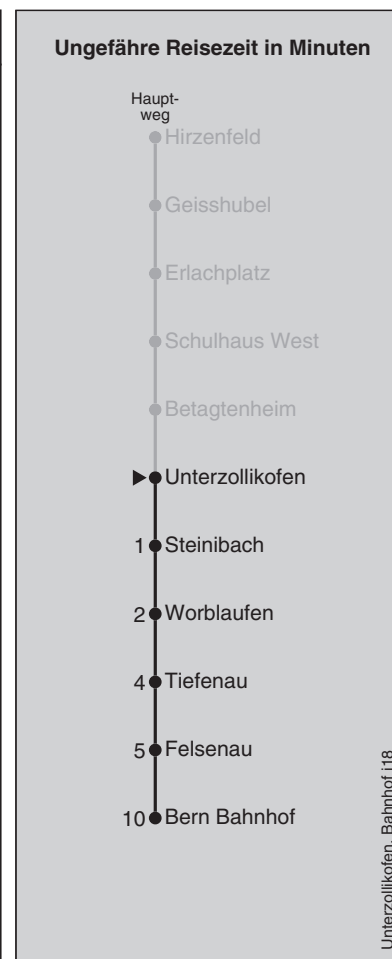 Ungefähre Reisezeit in Minuten
Haupt-
weg
Hirzenfeld
Geisshubel
Erlachplatz
Schulhaus West
Betagtenheim
Unterzollikofen
1 Steinibach
2 Worblaufen
4 Tiefenau
5 Felsenau
10 Bern Bahnhof
Unterzollikofen, Bahnhof i18